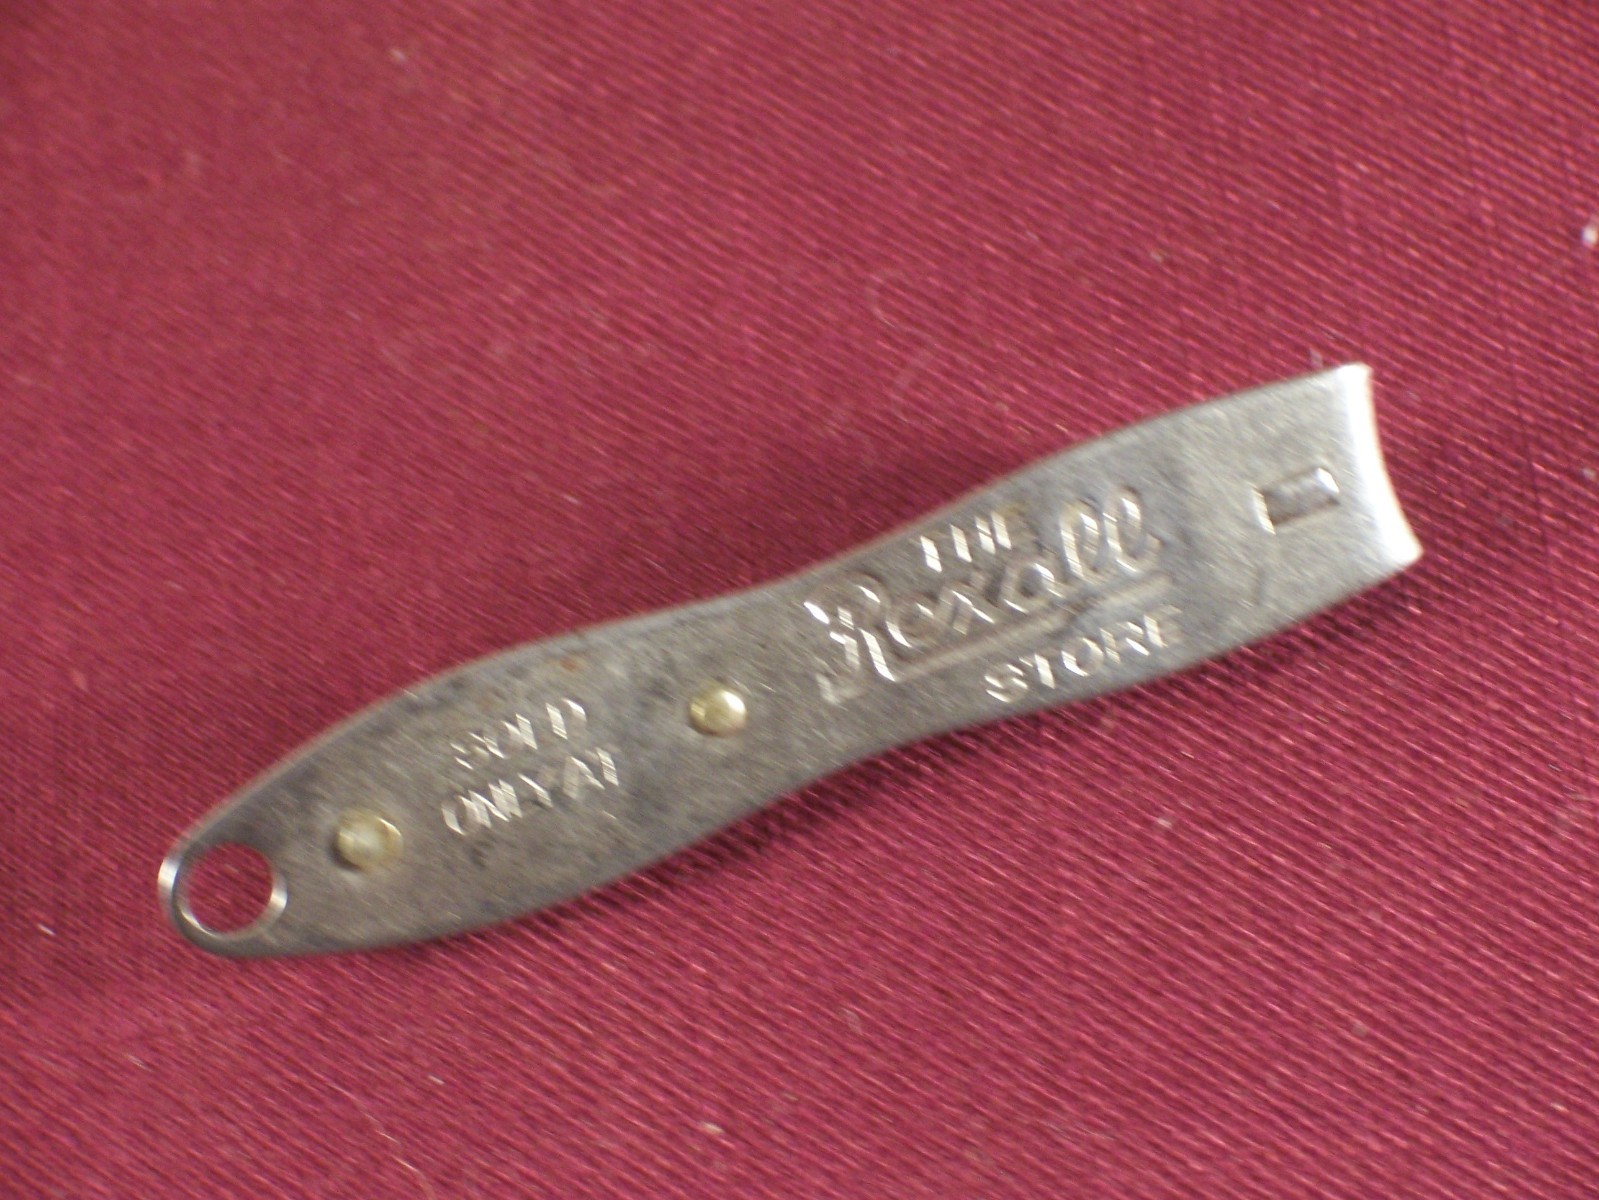 SOLD
ONLY AT
THE
Rexall
STORE